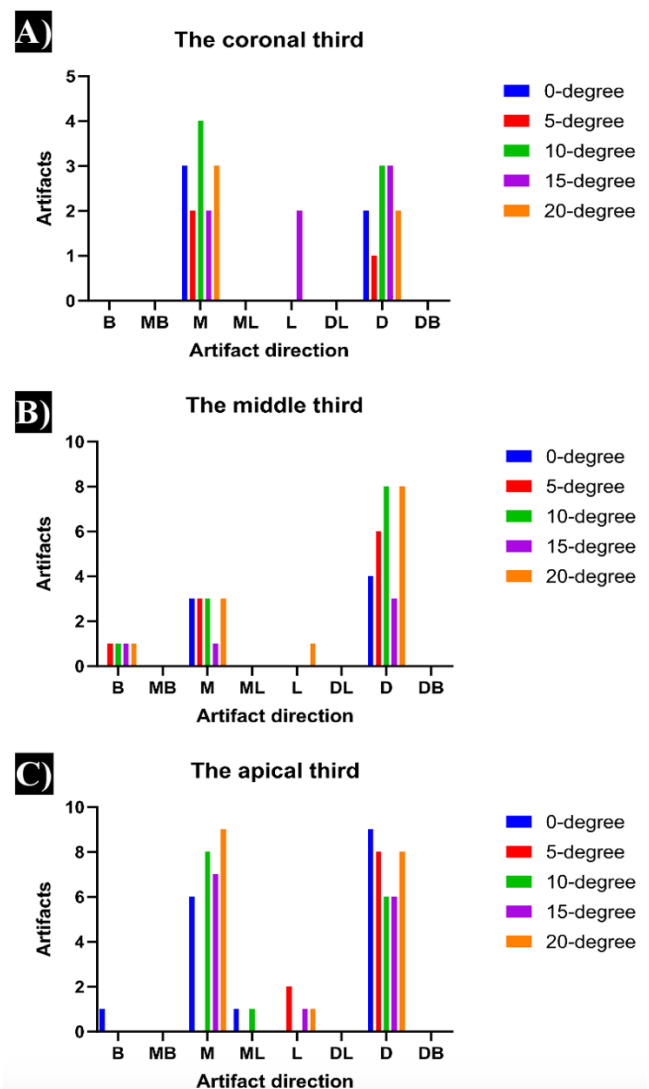 A)
The coronal third
5
4
3
2
1
0
Artifacts
B MB M ML L DL D DB
Artifact direction
0-degree
5-degree
10-degree
15-degree
20-degree
B)
The middle third
10
8
6
4
2
0
Artifacts
B MB M ML L DL D DB
Artifact direction
0-degree
5-degree
10-degree
15-degree
20-degree
C)
The apical third
10
8
6
4
2
0
Artifacts
B MB M ML L DL D DB
Artifact direction
0-degree
5-degree
10-degree
15-degree
20-degree